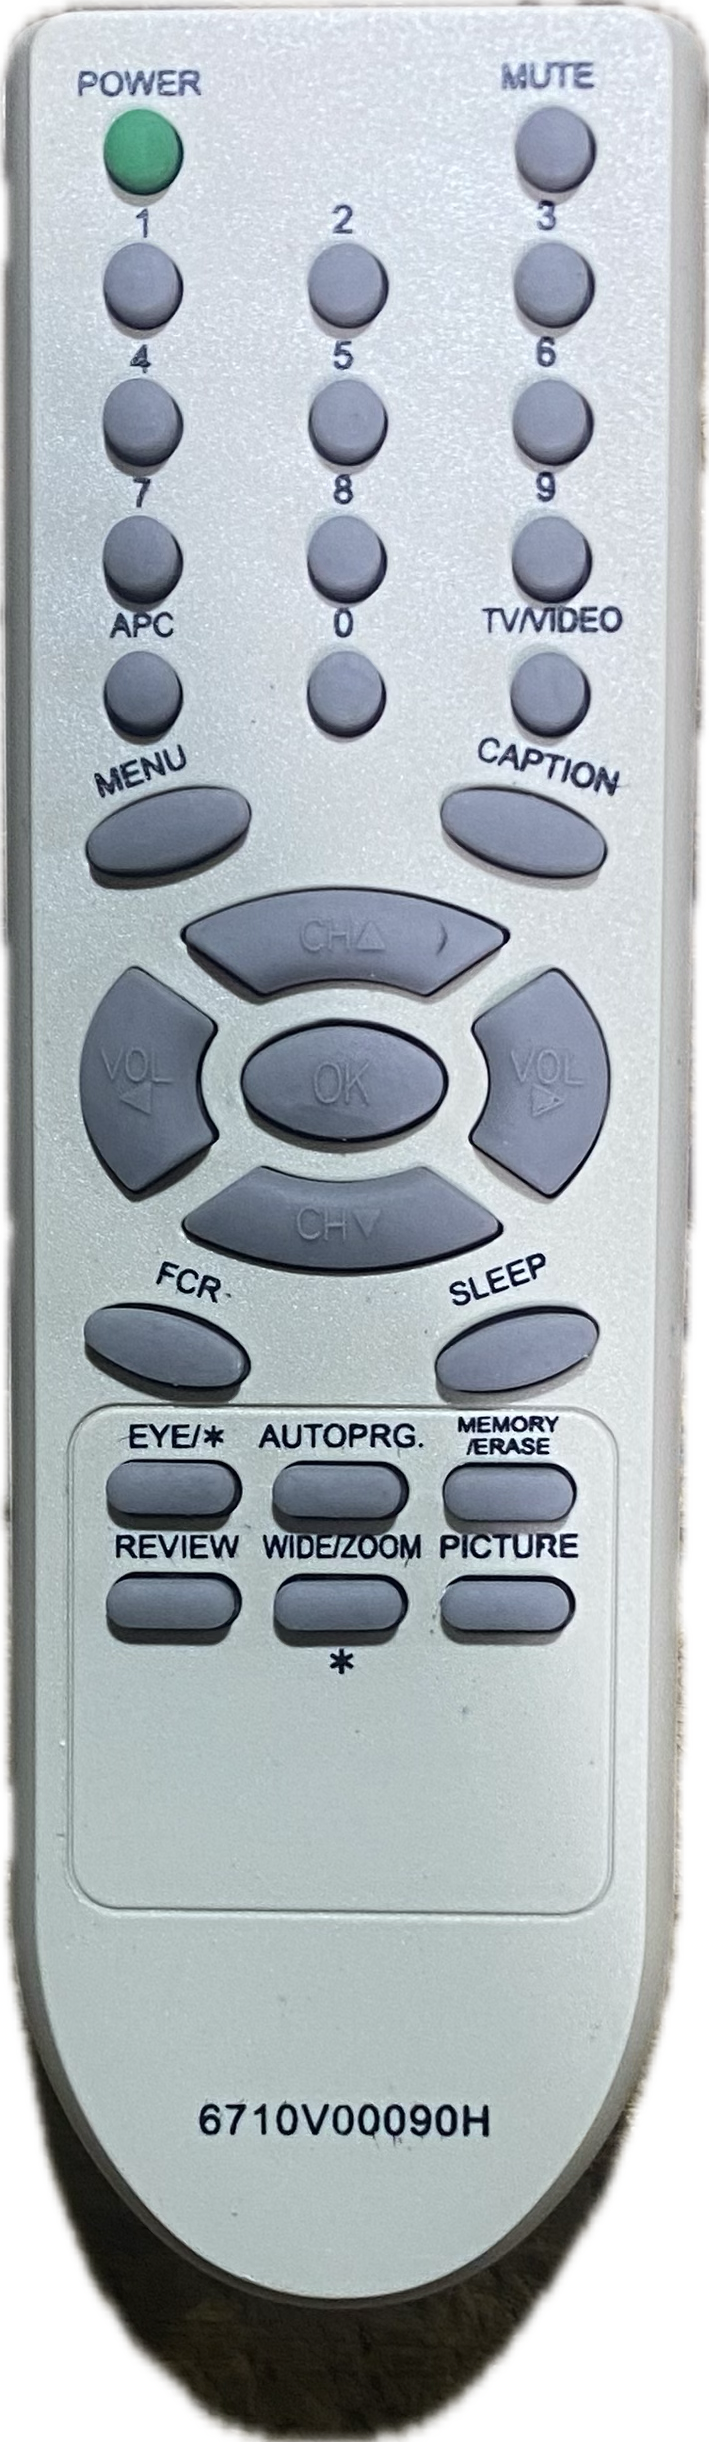 POWER MUTE
1 2 3
4 5 6
7 8 9
APC 0 TV/VIDEO
MENU CAPTION
CH△
VOL ◁ OK VOL ▷
CH▽
FCR SLEEP
EYE/* AUTOPRG. MEMORY
/ERASE
REVIEW WIDE/ZOOM PICTURE
*
6710V00090H